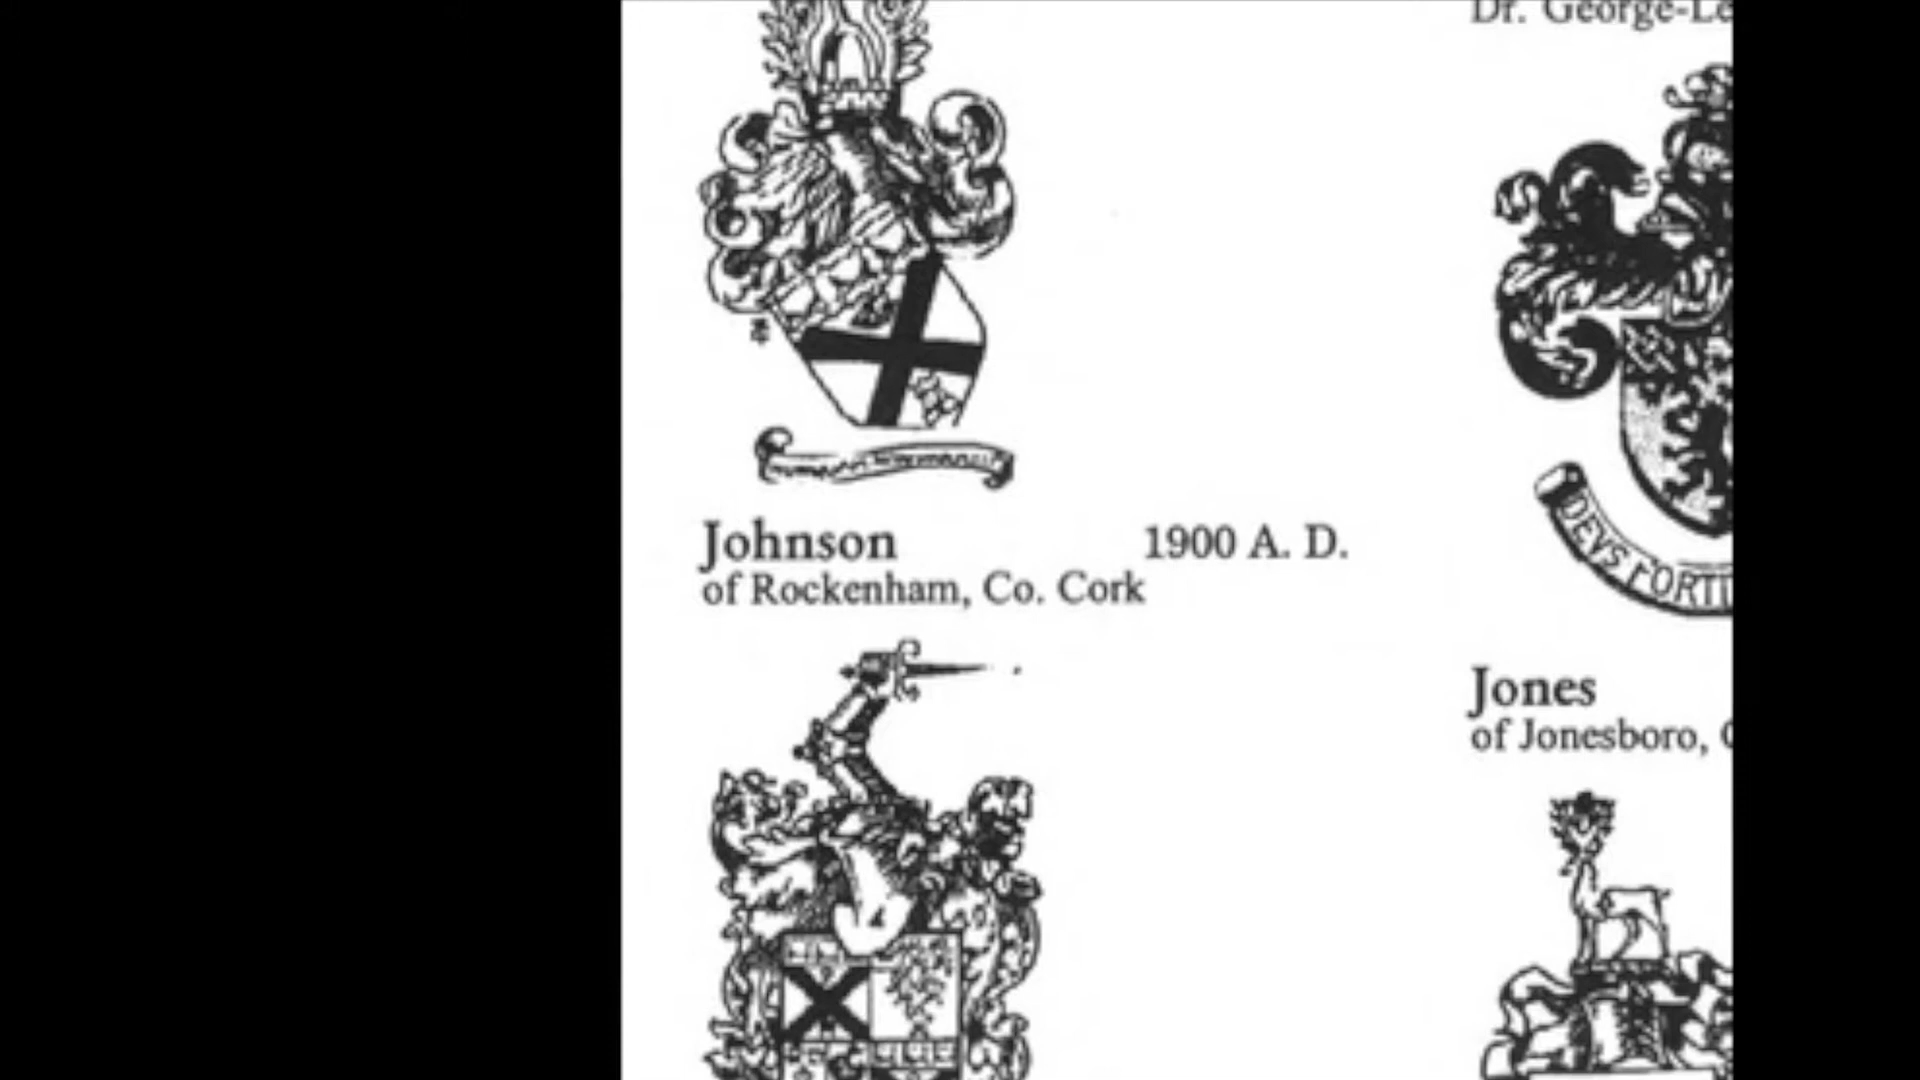 Johnson 1900 A. D.
of Rockenham, Co. Cork
Dr. George-Le
DEVS FORTI
Jones
of Jonesboro,